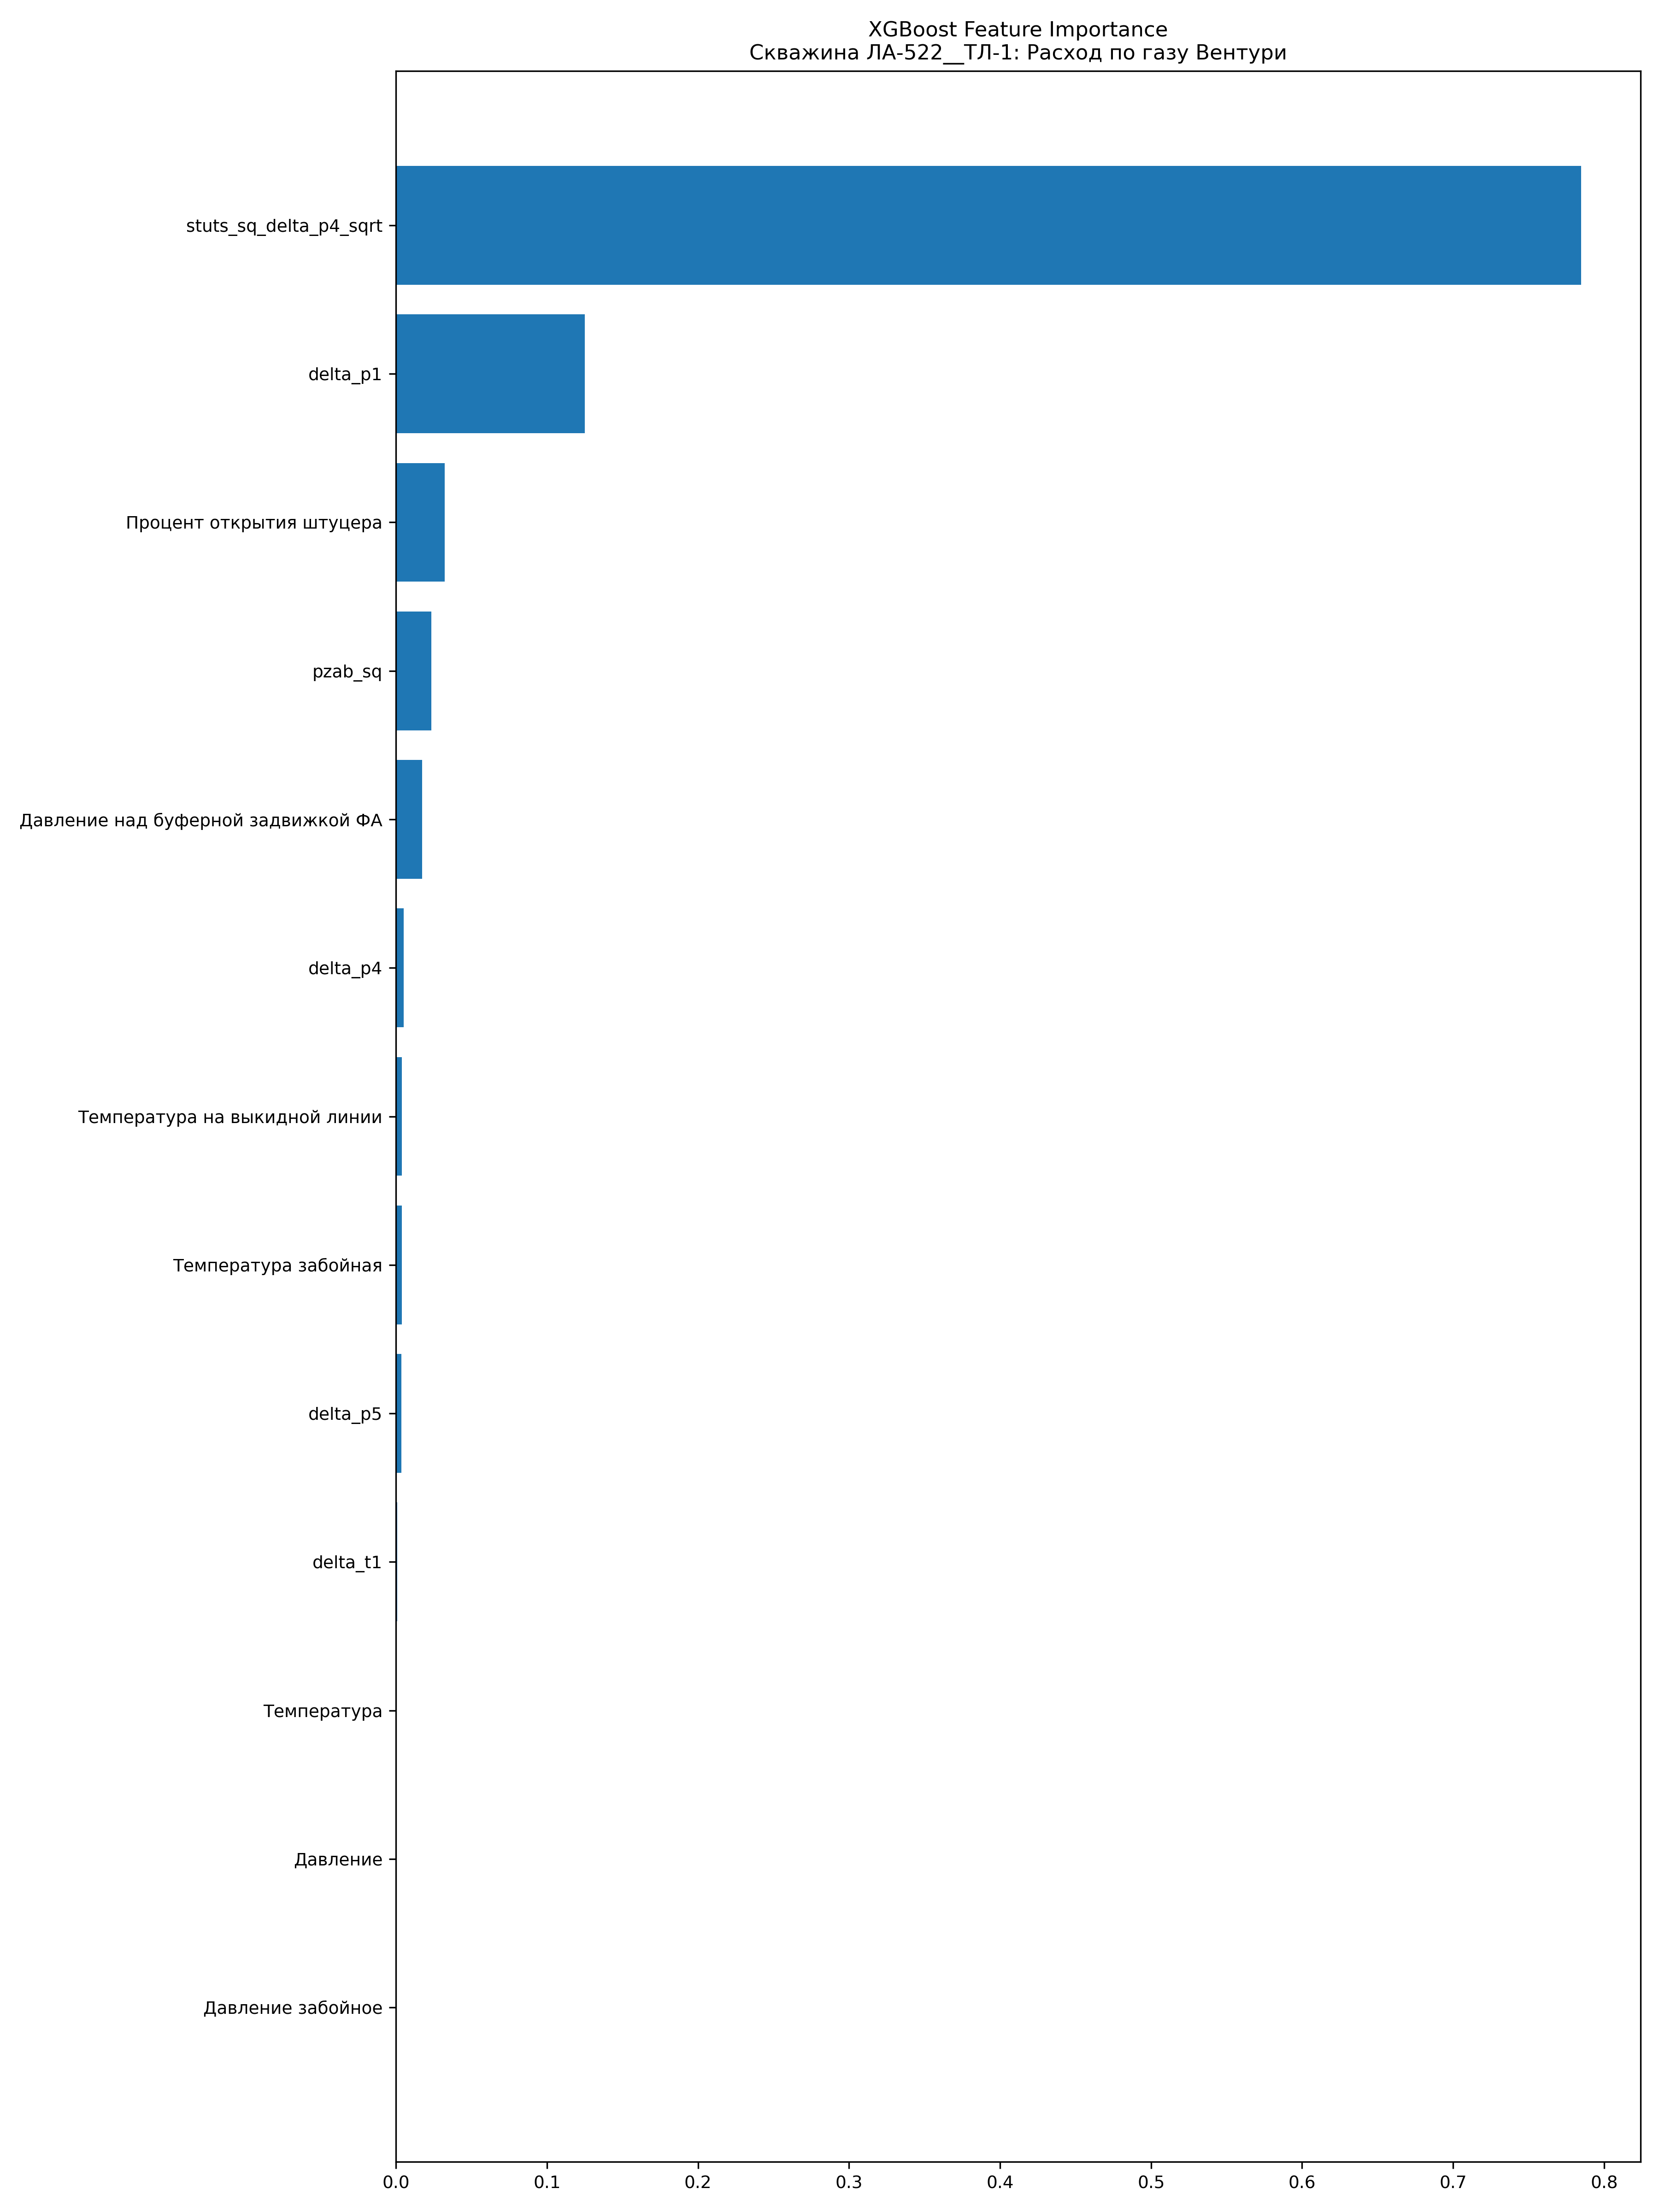 XGBoost Feature Importance
Скважина ЛА-522__ТЛ-1: Расход по газу Вентури
stuts_sq_delta_p4_sqrt
delta_p1
Процент открытия штуцера
pzab_sq
Давление над буферной задвижкой ФА
delta_p4
Температура на выкидной линии
Температура забойная
delta_p5
delta_t1
Температура
Давление
Давление забойное
0.0 0.1 0.2 0.3 0.4 0.5 0.6 0.7 0.8